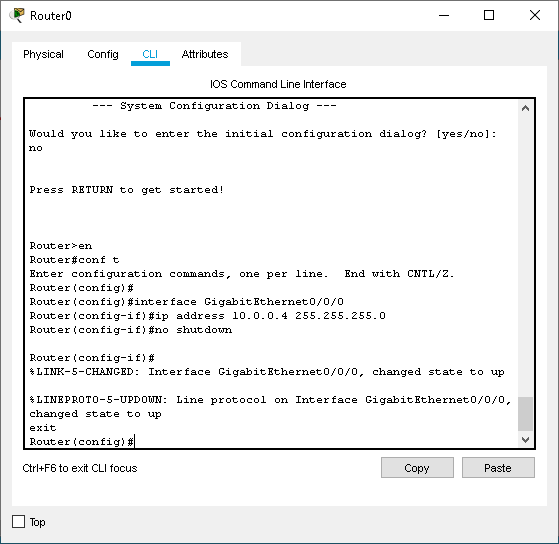 Router0
Physical Config CLI Attributes
IOS Command Line Interface
--- System Configuration Dialog ---
Would you like to enter the initial configuration dialog? [yes/no]:
no
Press RETURN to get started!
Router>en
Router#conf t
Enter configuration commands, one per line.  End with CNTL/Z.
Router(config)#
Router(config)#interface GigabitEthernet0/0/0
Router(config-if)#ip address 10.0.0.4 255.255.255.0
Router(config-if)#no shutdown
Router(config-if)#
%LINK-5-CHANGED: Interface GigabitEthernet0/0/0, changed state to up
%LINEPROTO-5-UPDOWN: Line protocol on Interface GigabitEthernet0/0/0,
changed state to up
exit
Router(config)#
Ctrl+F6 to exit CLI focus
Copy
Paste
Top